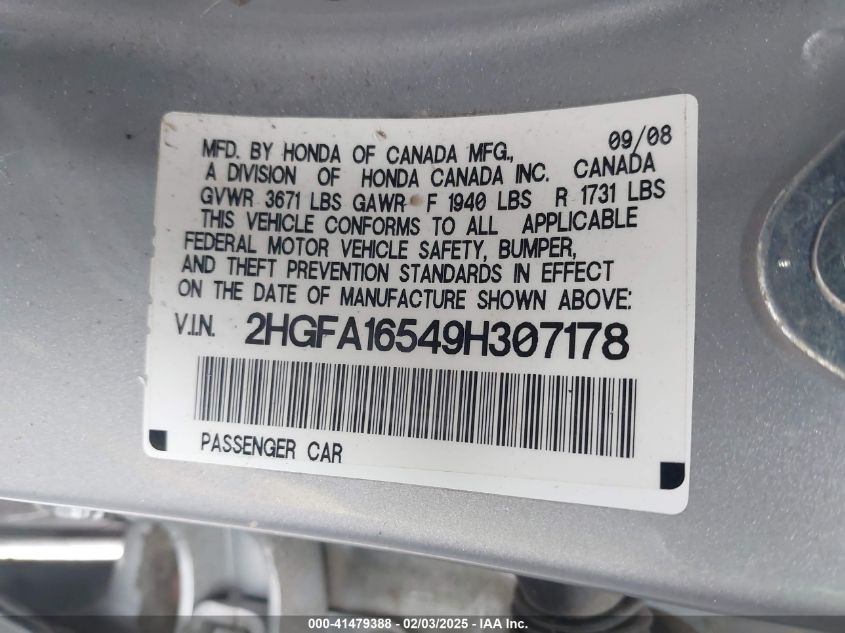 09/08
MFD. BY HONDA OF CANADA MFG.,
A DIVISION OF HONDA CANADA INC. CANADA
GVWR 3671 LBS GAWR F 1940 LBS R 1731 LBS
THIS VEHICLE CONFORMS TO ALL APPLICABLE
FEDERAL MOTOR VEHICLE SAFETY, BUMPER,
AND THEFT PREVENTION STANDARDS IN EFFECT
ON THE DATE OF MANUFACTURE SHOWN ABOVE:
V.I.N. 2HGFA16549H307178
PASSENGER CAR
000-41479388 - 02/03/2025 - IAA Inc.